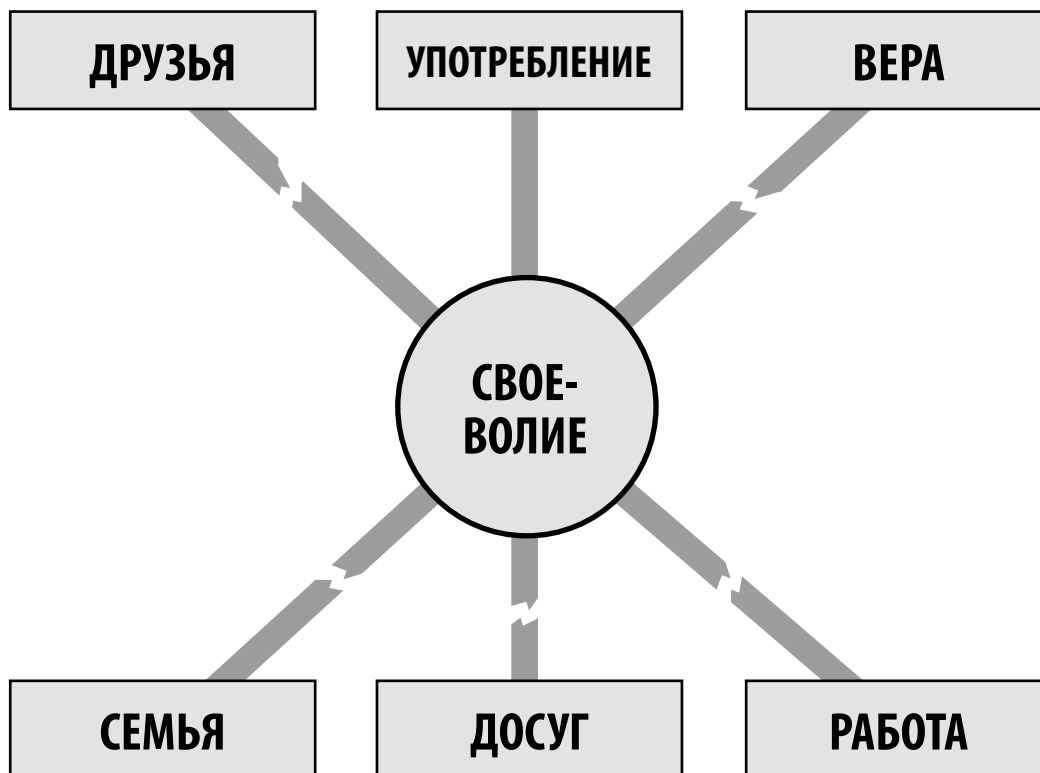 ДРУЗЬЯ
УПОТРЕБЛЕНИЕ
ВЕРА
СВОЕ-
ВОЛИЕ
СЕМЬЯ
ДОСУГ
РАБОТА